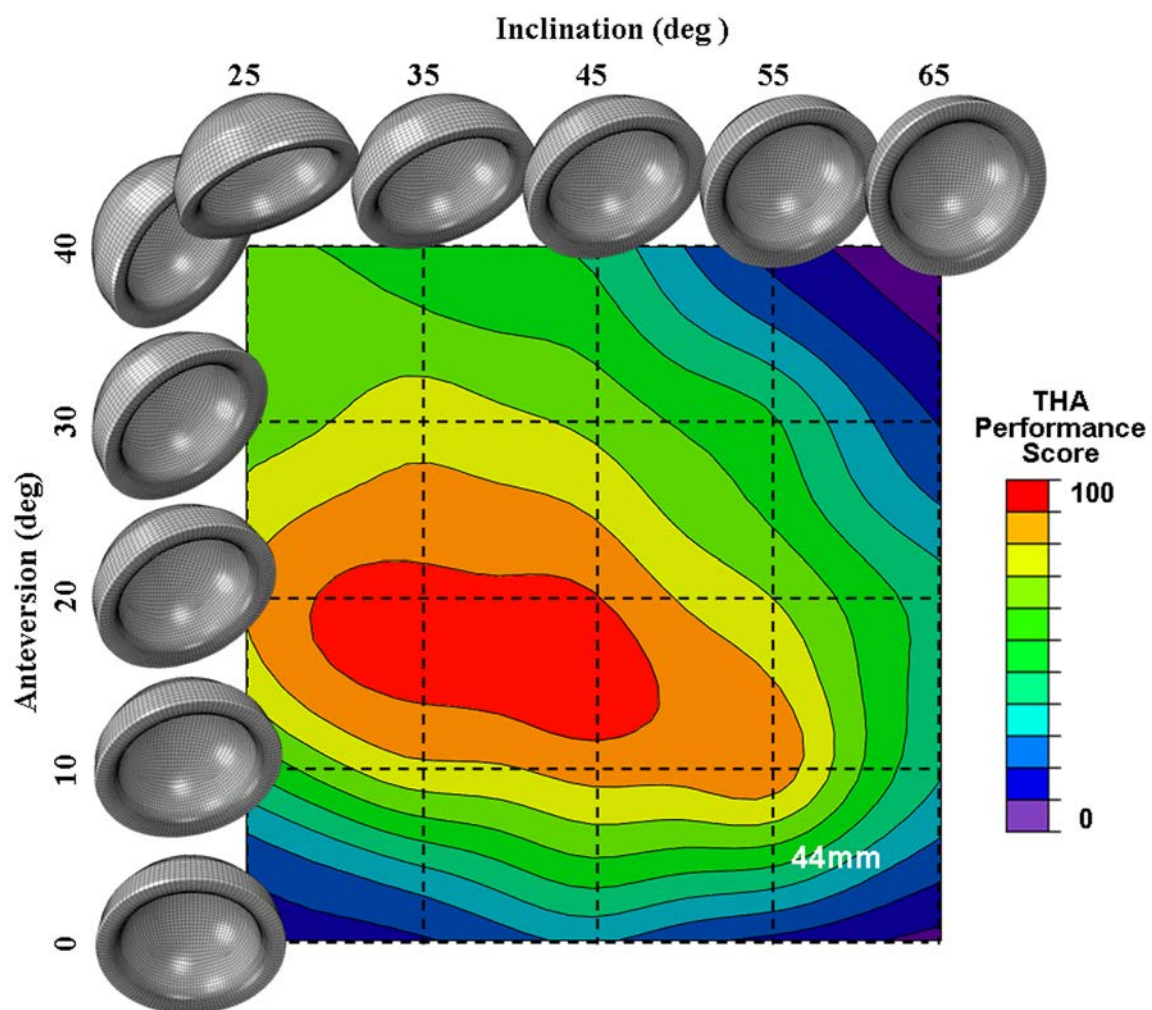 Inclination (deg )
25 35 45 55 65
Anteversion (deg)
40
30
20
10
0
THA
Performance
Score
100
0
44mm